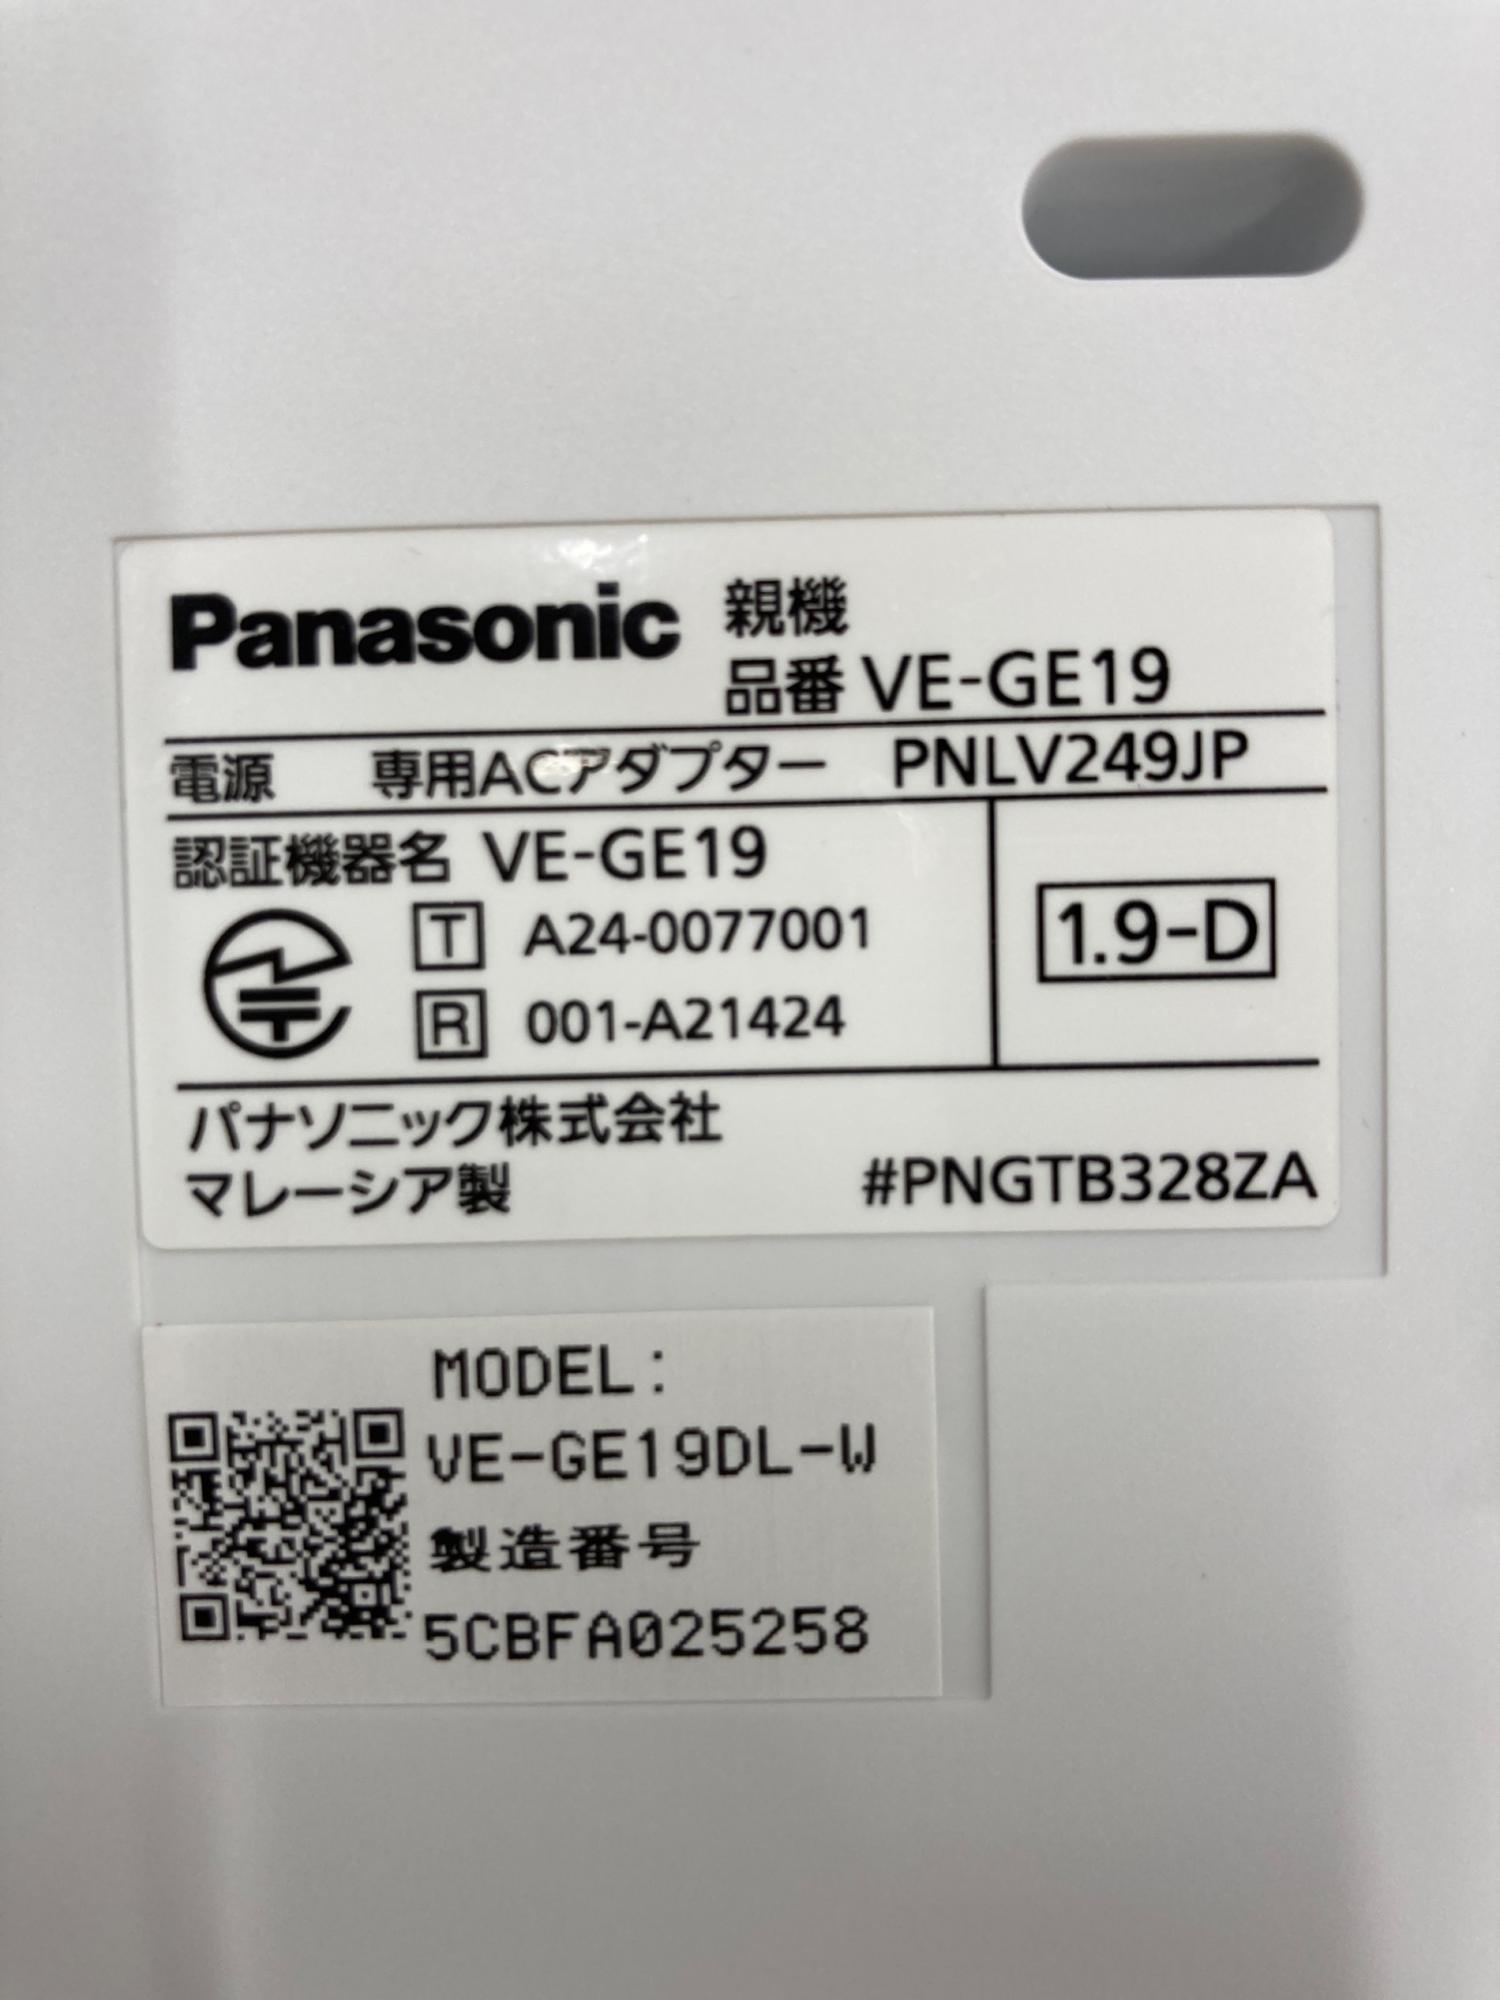 Panasonic 親機
品番 VE-GE19
電源 専用ACアダプター PNLV249JP
認証機器名 VE-GE19
T A24-0077001
R 001-A21424
1.9-D
パナソニック株式会社
マレーシア製 #PNGTB328ZA
MODEL:
VE-GE19DL-W
製造番号
5CBFA025258